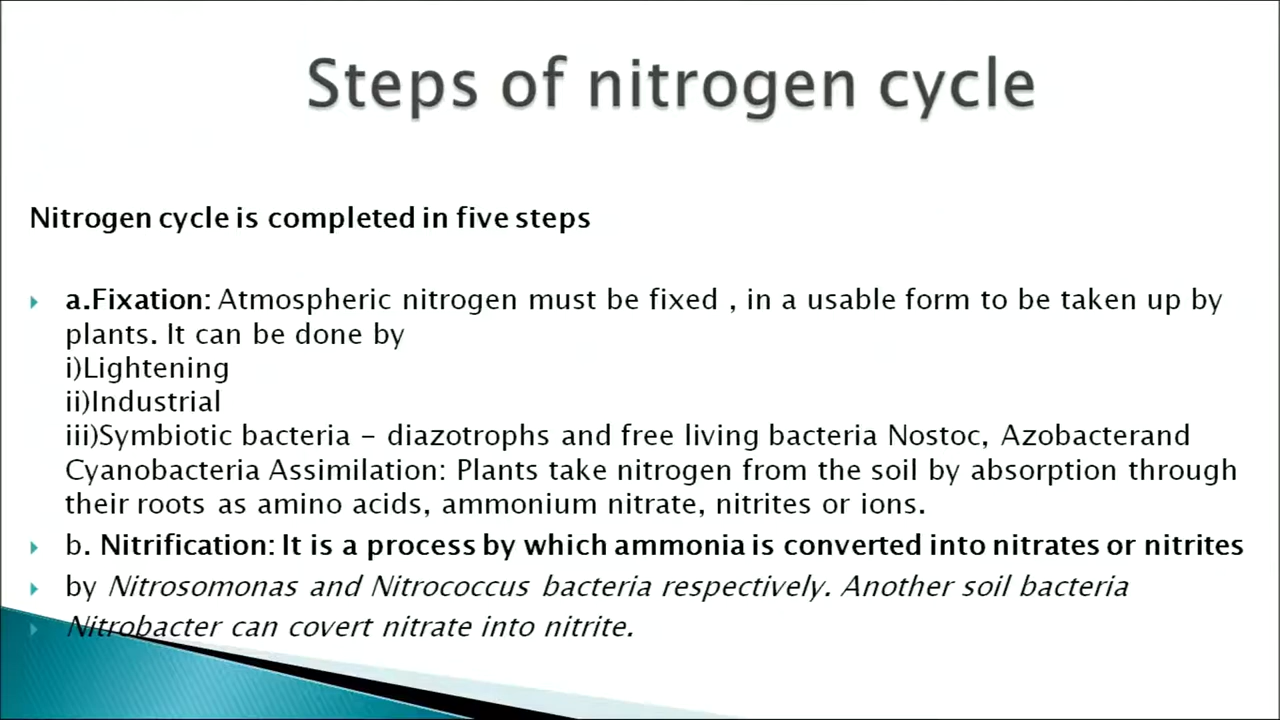 Steps of nitrogen cycle
Nitrogen cycle is completed in five steps
a.Fixation: Atmospheric nitrogen must be fixed , in a usable form to be taken up by
plants. It can be done by
i)Lightening
ii)Industrial
iii)Symbiotic bacteria – diazotrophs and free living bacteria Nostoc, Azobacterand
Cyanobacteria Assimilation: Plants take nitrogen from the soil by absorption through
their roots as amino acids, ammonium nitrate, nitrites or ions.
b. Nitrification: It is a process by which ammonia is converted into nitrates or nitrites
by Nitrosomonas and Nitrococcus bacteria respectively. Another soil bacteria
Nitrobacter can covert nitrate into nitrite.